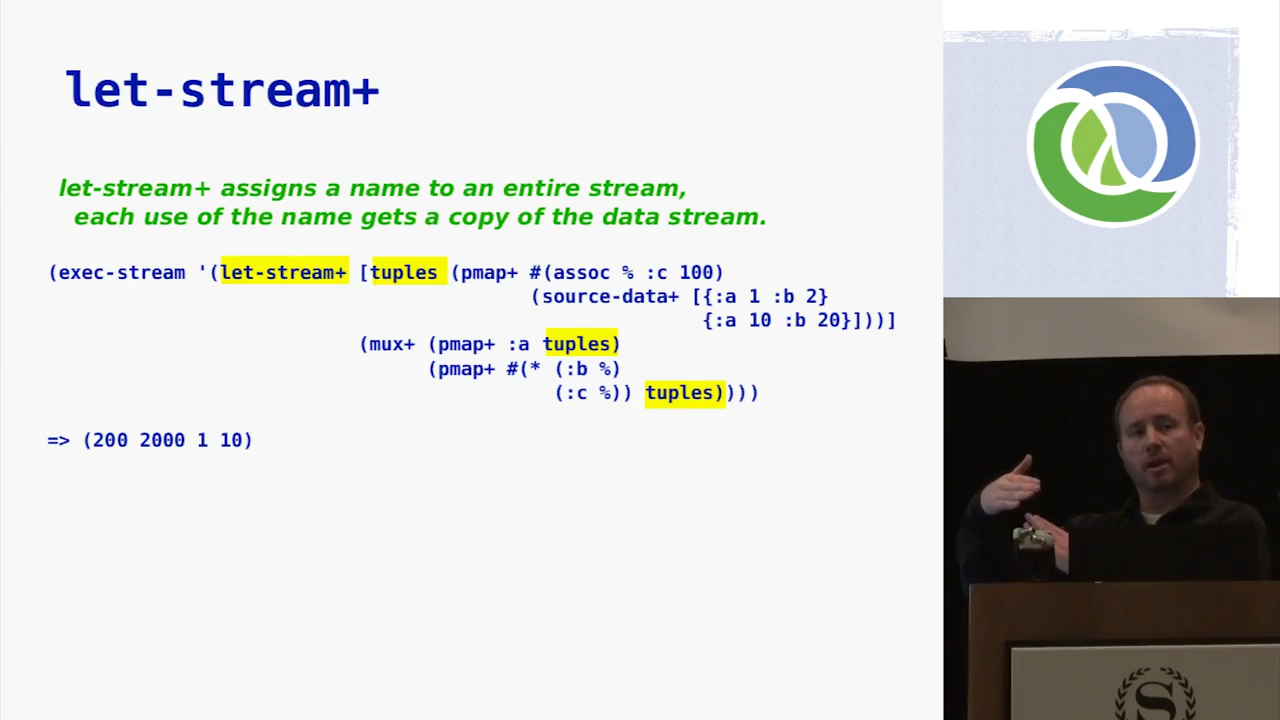 let-stream+
let-stream+ assigns a name to an entire stream,
each use of the name gets a copy of the data stream.
(exec-stream '(let-stream+ [tuples (pmap+ #(assoc % :c 100)
(source-data+ [{:a 1 :b 2}
{:a 10 :b 20}]))]
(mux+ (pmap+ :a tuples)
(pmap+ #(* (:b %)
(:c %)) tuples))))
=> (200 2000 1 10)
S